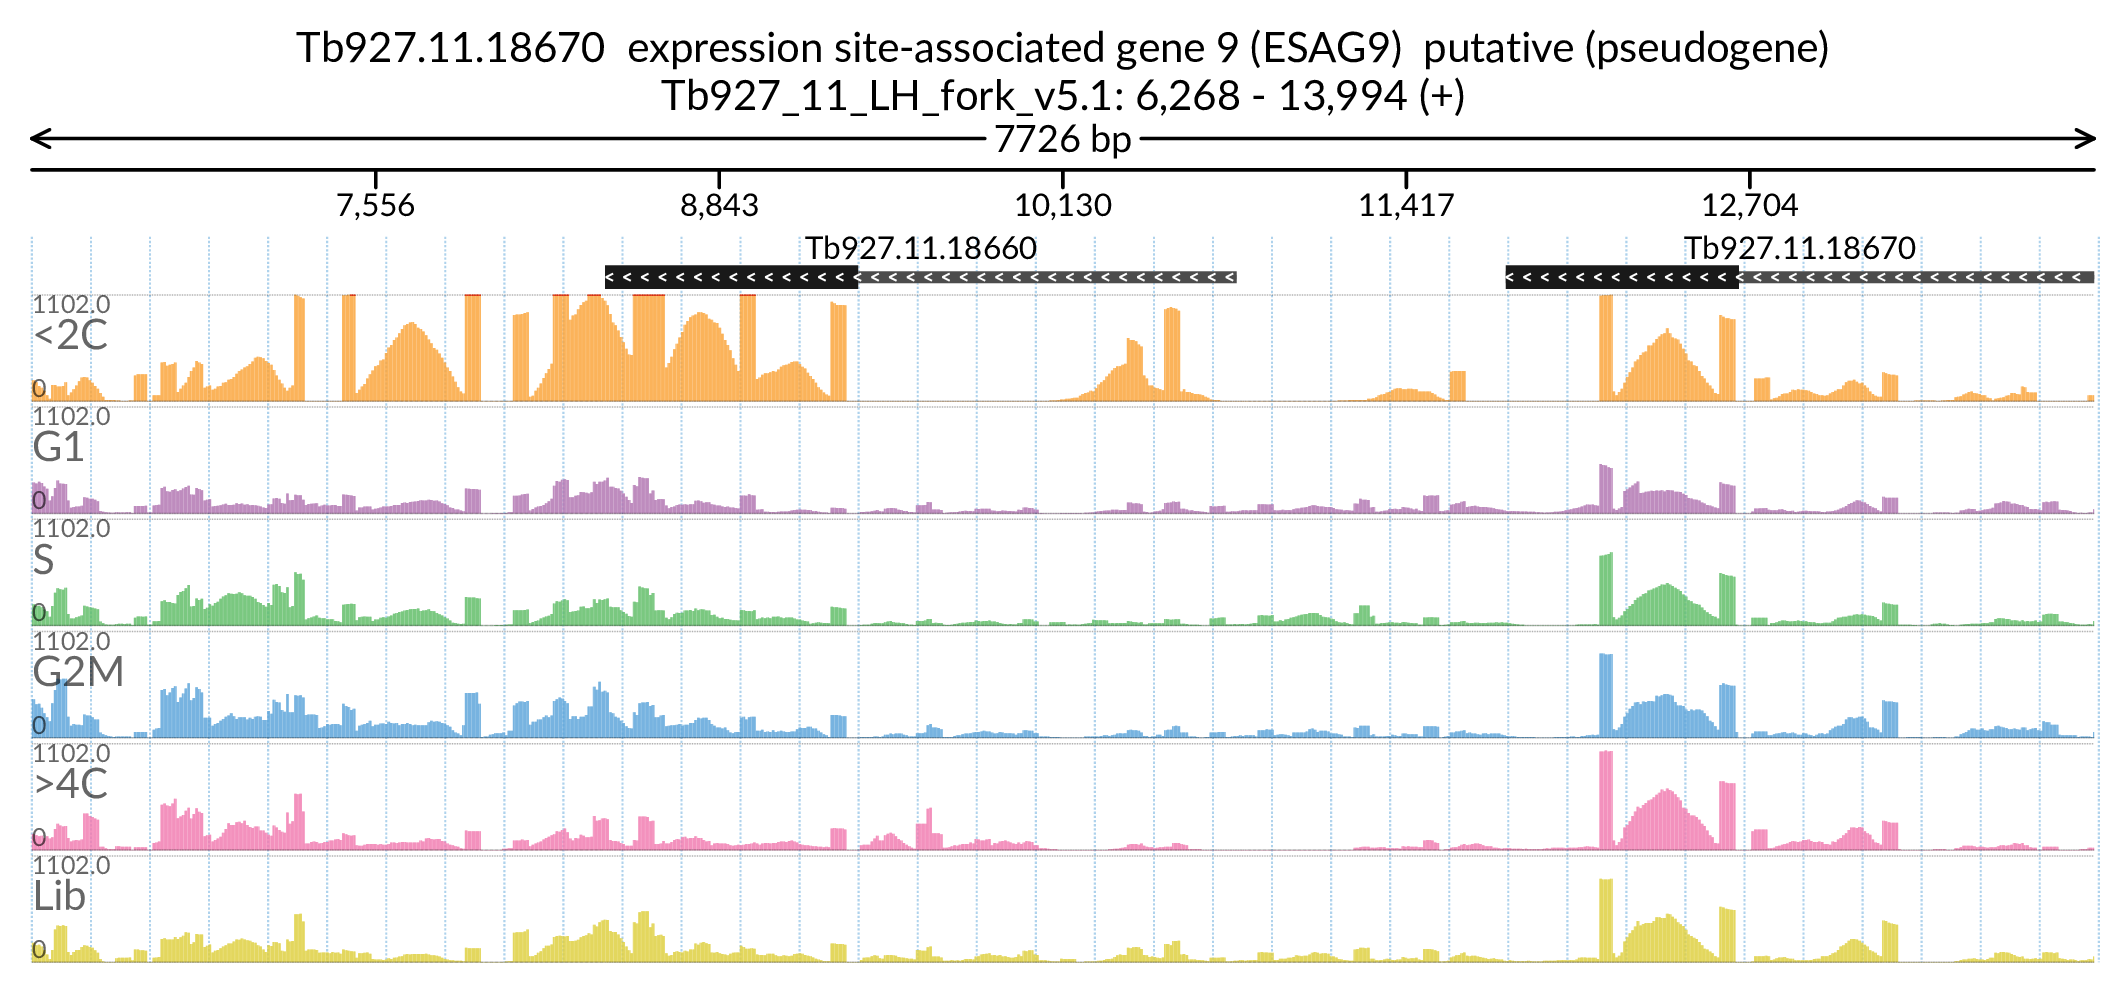 Tb927.11.18670 expression site-associated gene 9 (ESAG9) putative (pseudogene)
Tb927_11_LH_fork_v5.1: 6,268 - 13,994 (+)
7726 bp
7,556 8,843 10,130 11,417 12,704
Tb927.11.18660 Tb927.11.18670
1102.0
<2C
0
1102.0
G1
0
1102.0
S
0
1102.0
G2M
0
1102.0
>4C
0
1102.0
Lib
0